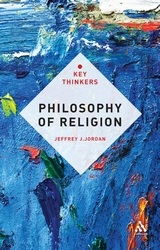 KEY
THINKERS
PHILOSOPHY
OF RELIGION
JEFFREY J.JORDAN